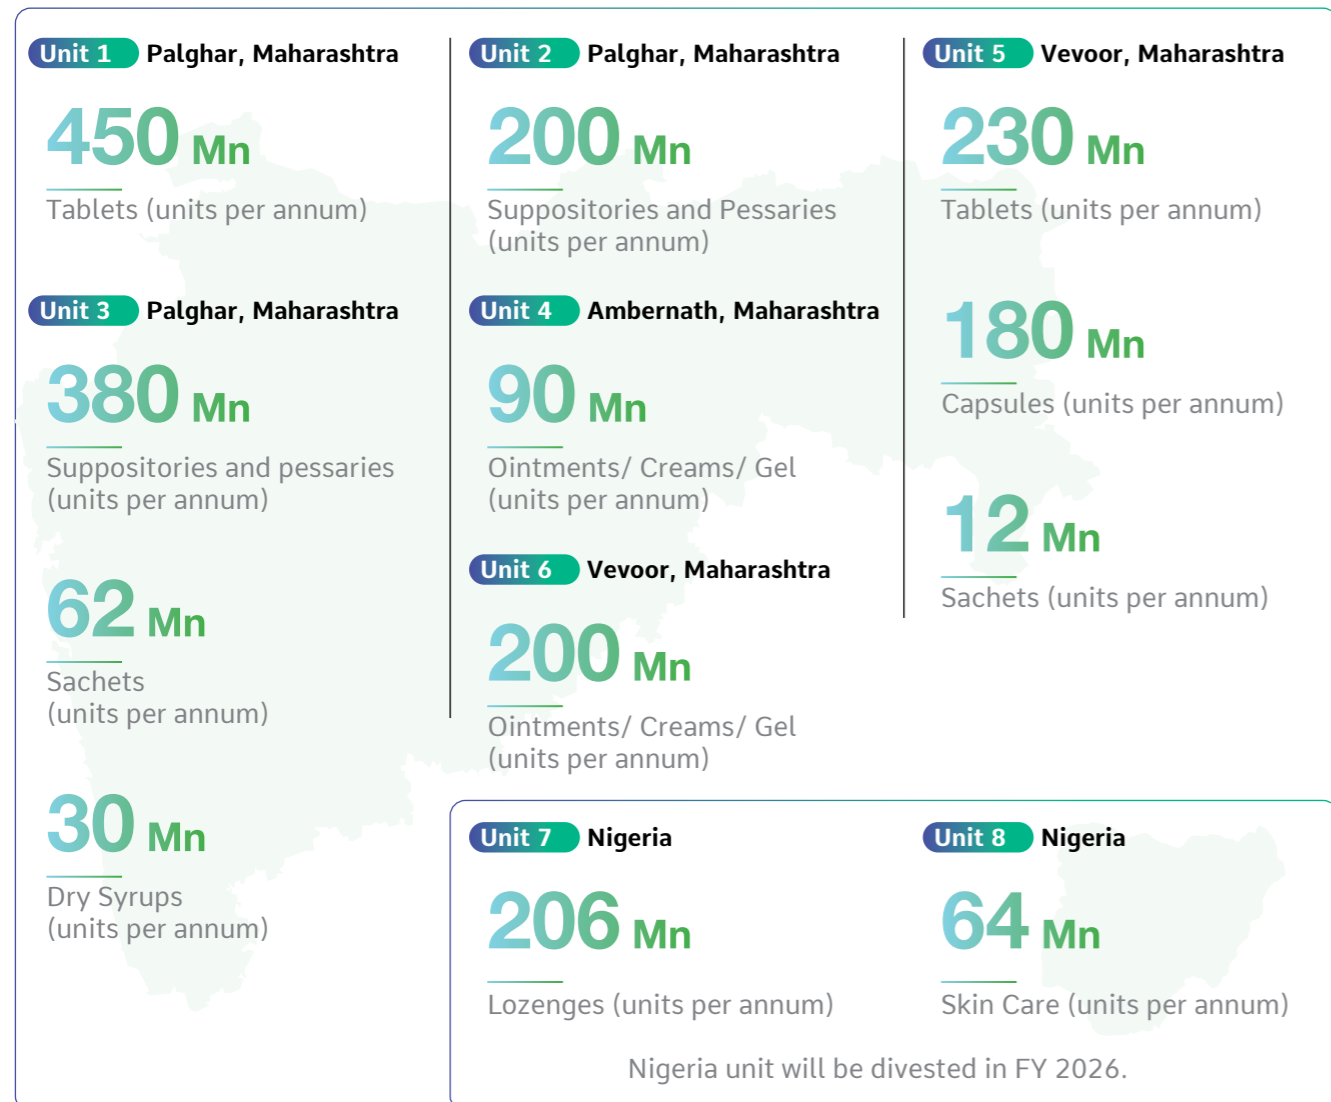 Unit 1 Palghar, Maharashtra
450 Mn
Tablets (units per annum)
Unit 2 Palghar, Maharashtra
200 Mn
Suppositories and Pessaries
(units per annum)
Unit 5 Vevoor, Maharashtra
230 Mn
Tablets (units per annum)
180 Mn
Capsules (units per annum)
12 Mn
Sachets (units per annum)
Unit 3 Palghar, Maharashtra
380 Mn
Suppositories and pessaries
(units per annum)
62 Mn
Sachets
(units per annum)
30 Mn
Dry Syrups
(units per annum)
Unit 4 Ambernath, Maharashtra
90 Mn
Ointments/ Creams/ Gel
(units per annum)
Unit 6 Vevoor, Maharashtra
200 Mn
Ointments/ Creams/ Gel
(units per annum)
Unit 7 Nigeria
206 Mn
Lozenges (units per annum)
Unit 8 Nigeria
64 Mn
Skin Care (units per annum)
Nigeria unit will be divested in FY 2026.